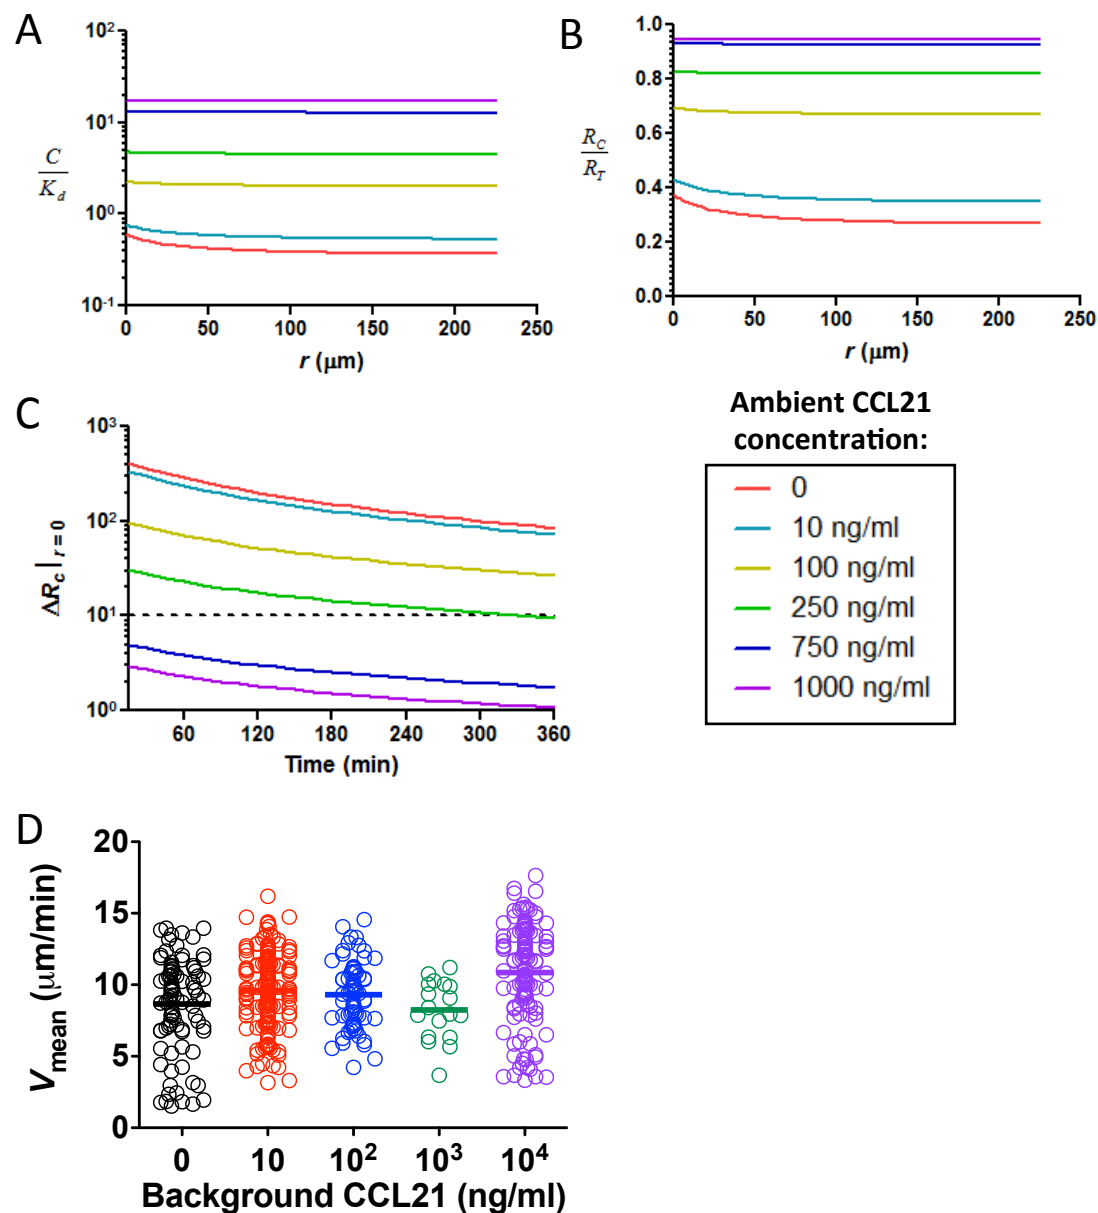 A
10²
10¹
10⁰
10⁻¹
C
K_d
0
50
100
150
200
250
r (µm)
B
1.0
0.8
0.6
0.4
0.2
0.0
R_C
R_T
0
50
100
150
200
250
r (µm)
C
10³
10²
10¹
10⁰
ΔR_c|_{r = 0}
60
120
180
240
300
360
Time (min)
Ambient CCL21
concentration:
0
10 ng/ml
100 ng/ml
250 ng/ml
750 ng/ml
1000 ng/ml
D
20
15
10
5
0
V_mean (µm/min)
0
10
10²
10³
10⁴
Background CCL21 (ng/ml)